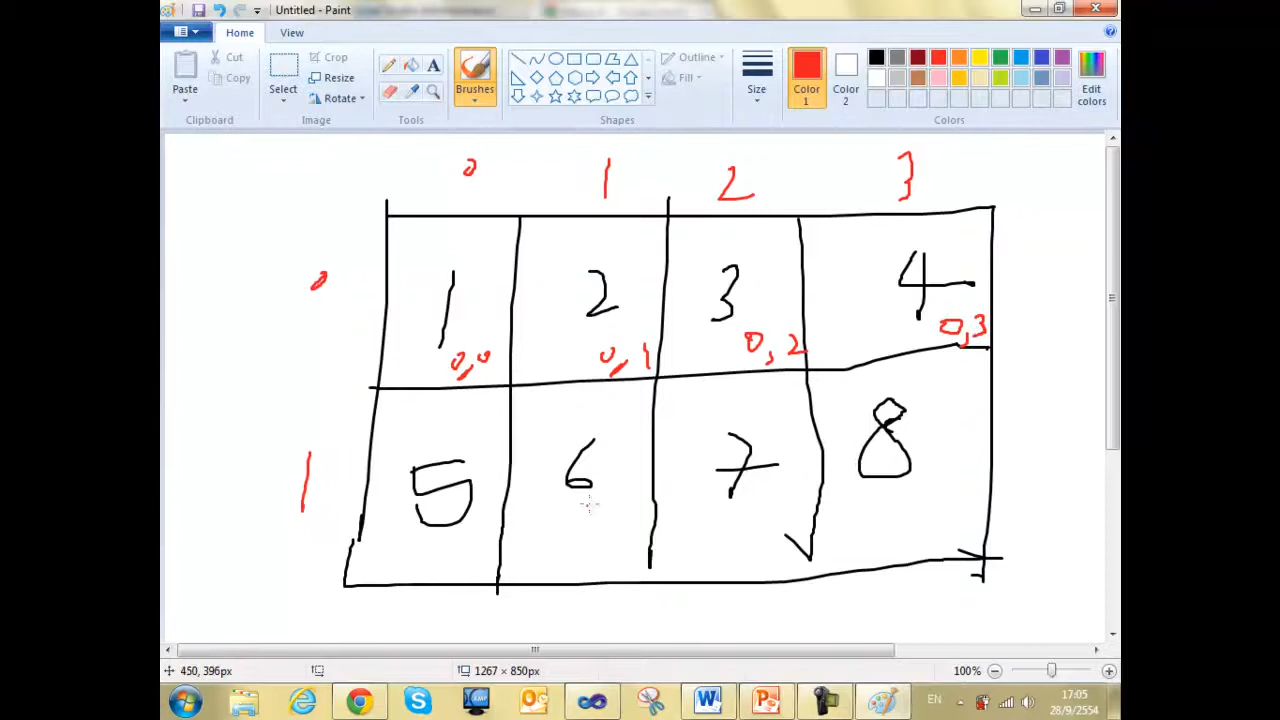 Untitled - Paint
Home View
Paste
Cut
Copy
Clipboard
Select
Crop
Resize
Rotate
Image
A
Tools
Brushes
Outline
Fill
Shapes
Size
Color 1
Color 2
Edit colors
Colors
0 1 2 3
0 1 2 3 4
0,0 0,1 0,2 0,3
1 5 6 7 8
450, 396px
1267 × 850px
100%
EN
17:05
28/9/2554